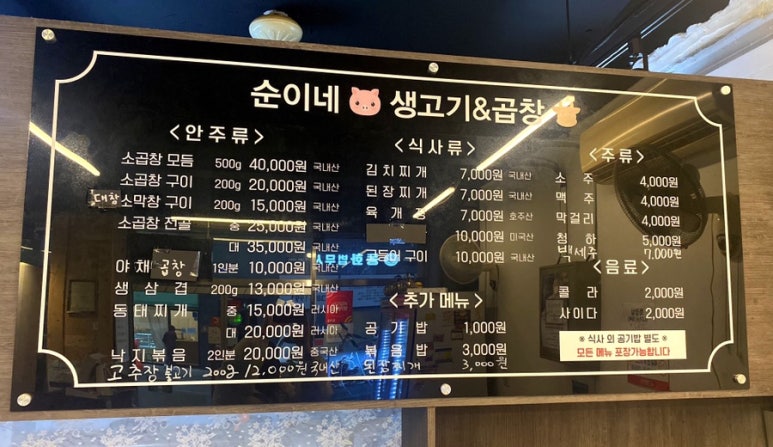 순이네 생고기&곱창
<안주류>
소곱창 모듬 500g 40,000원 국내산
소곱창 구이 200g 20,000원 국내산
대창
소막창 구이 200g 15,000원 국내산
소곱창 전골 중 25,000원 국내산
대 35,000원 국내산
야채 곱창 1인분 10,000원 국내산
생삼겹 200g 13,000원 국내산
동태찌개 중 15,000원 러시아
대 20,000원 러시아
낙지볶음 2인분 20,000원 중국산
고추장 불고기 200g 12,000원 국내산
<식사류>
김치찌개 7,000원 국내산
된장찌개 7,000원 국내산
육개장 7,000원 호주산
10,000원 미국산
고등어 구이 10,000원 국내산
<추가 메뉴>
공기밥 1,000원
볶음밥 3,000원
된장찌개 3,000원
<주류>
소주 4,000원
맥주 4,000원
막걸리 4,000원
청하 5,000원
백세주 7,000원
<음료>
콜라 2,000원
사이다 2,000원
※ 식사 외 공기밥 별도 ※
모든 메뉴 포장가능합니다